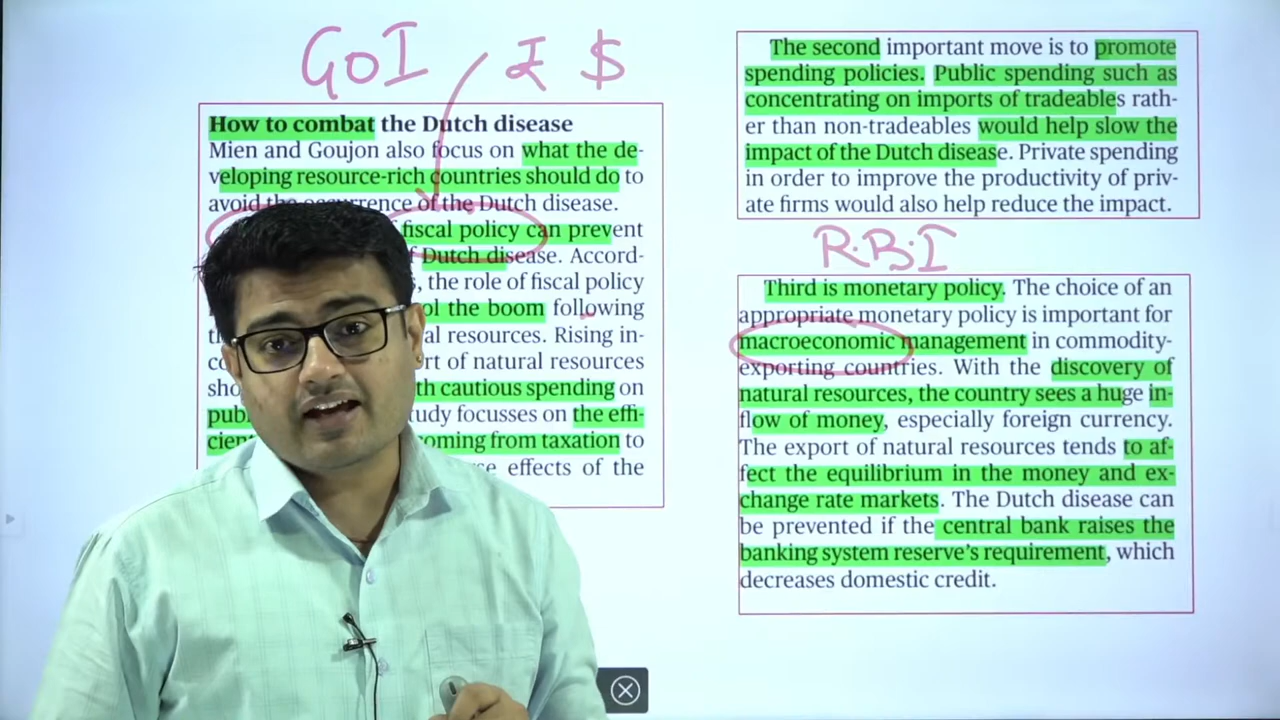 GOI ₹ $
How to combat the Dutch disease
Mien and Goujon also focus on what the de-
veloping resource-rich countries should do to
avoid the occurrence of the Dutch disease.
fiscal policy can prevent
Dutch disease. Accord-
, the role of fiscal policy
the boom following
resources. Rising in-
of natural resources
cautious spending on
focusses on the effi-
coming from taxation to
effects of the
The second important move is to promote
spending policies. Public spending such as
concentrating on imports of tradeables rath-
er than non-tradeables would help slow the
impact of the Dutch disease. Private spending
in order to improve the productivity of priv-
ate firms would also help reduce the impact.
R.B.I
Third is monetary policy. The choice of an
appropriate monetary policy is important for
macroeconomic management in commodity-
exporting countries. With the discovery of
natural resources, the country sees a huge in-
flow of money, especially foreign currency.
The export of natural resources tends to af-
fect the equilibrium in the money and ex-
change rate markets. The Dutch disease can
be prevented if the central bank raises the
banking system reserve's requirement, which
decreases domestic credit.